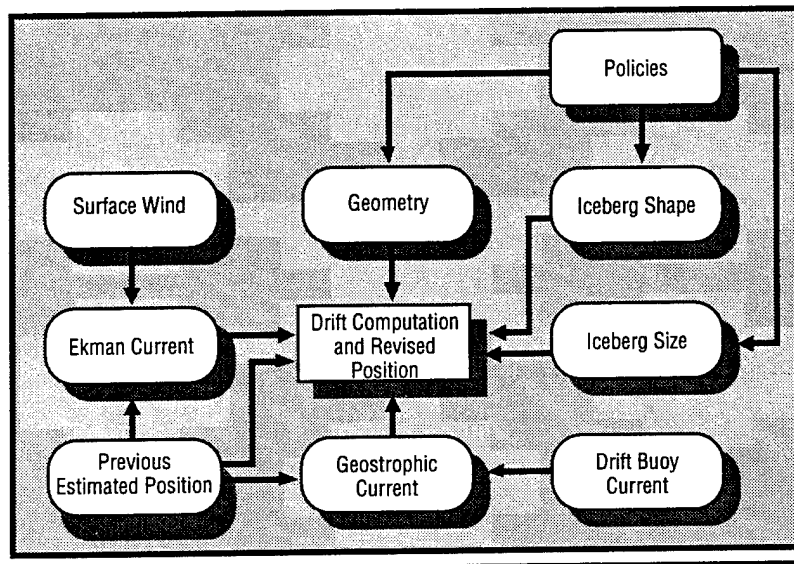 Policies
Surface Wind
Geometry
Iceberg Shape
Ekman Current
Drift Computation
and Revised
Position
Iceberg Size
Previous
Estimated Position
Geostrophic
Current
Drift Buoy
Current